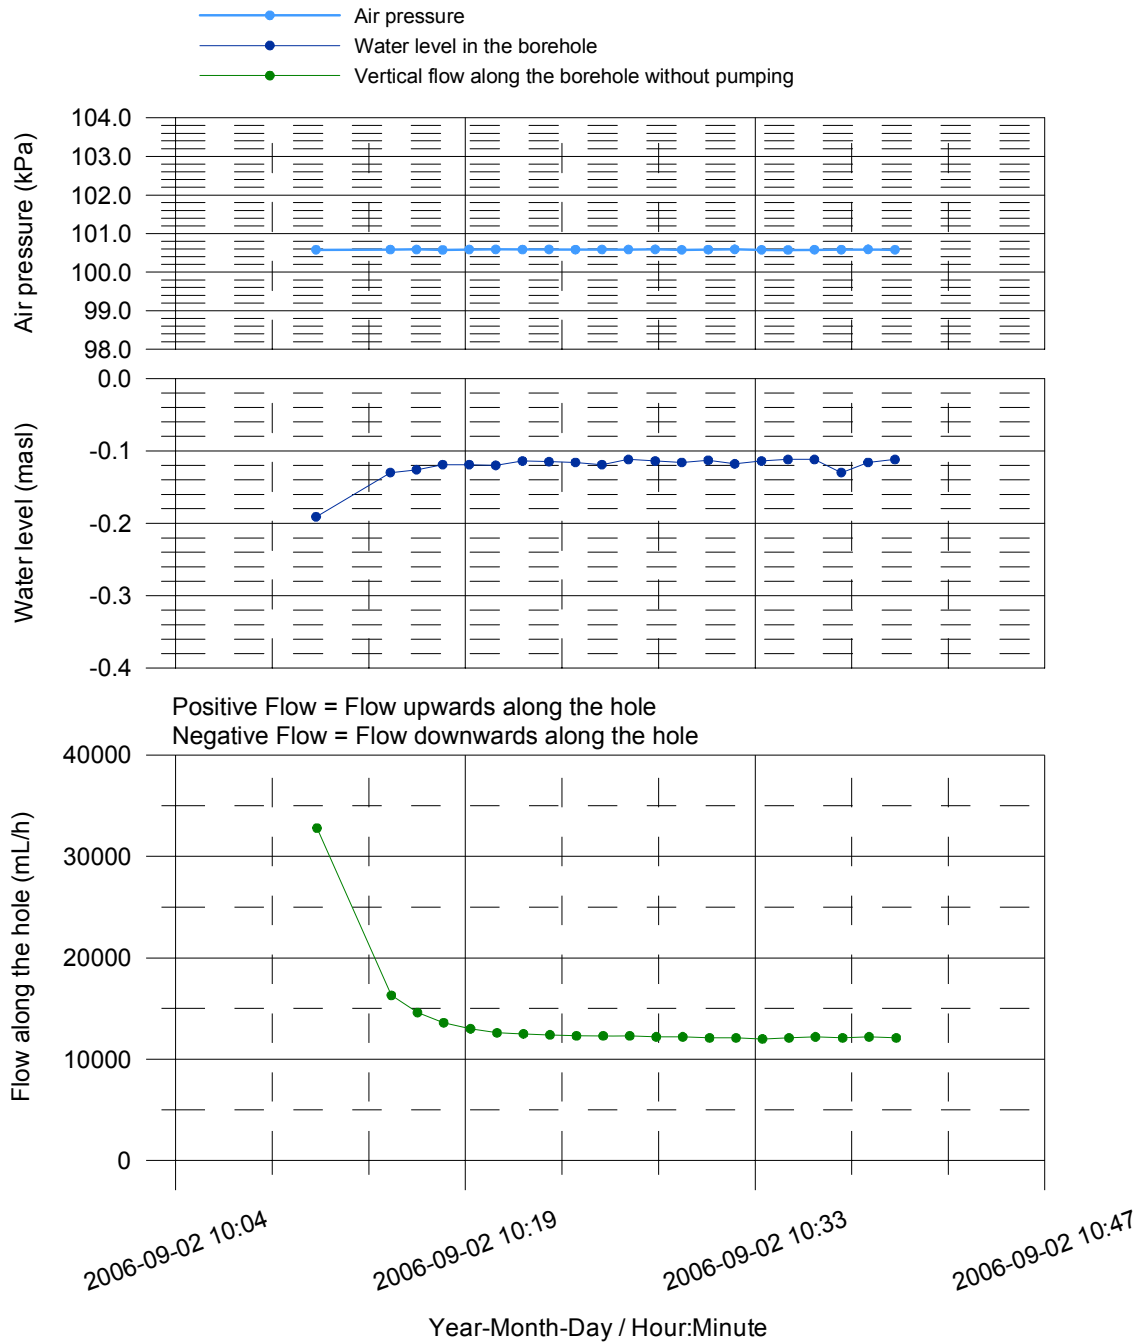 Air pressure
Water level in the borehole
Vertical flow along the borehole without pumping
104.0
103.0
102.0
101.0
100.0
99.0
98.0
Air pressure (kPa)
0.0
-0.1
-0.2
-0.3
-0.4
Water level (masl)
Positive Flow = Flow upwards along the hole
Negative Flow = Flow downwards along the hole
40000
30000
20000
10000
0
Flow along the hole (mL/h)
2006-09-02 10:04
2006-09-02 10:19
2006-09-02 10:33
2006-09-02 10:47
Year-Month-Day / Hour:Minute